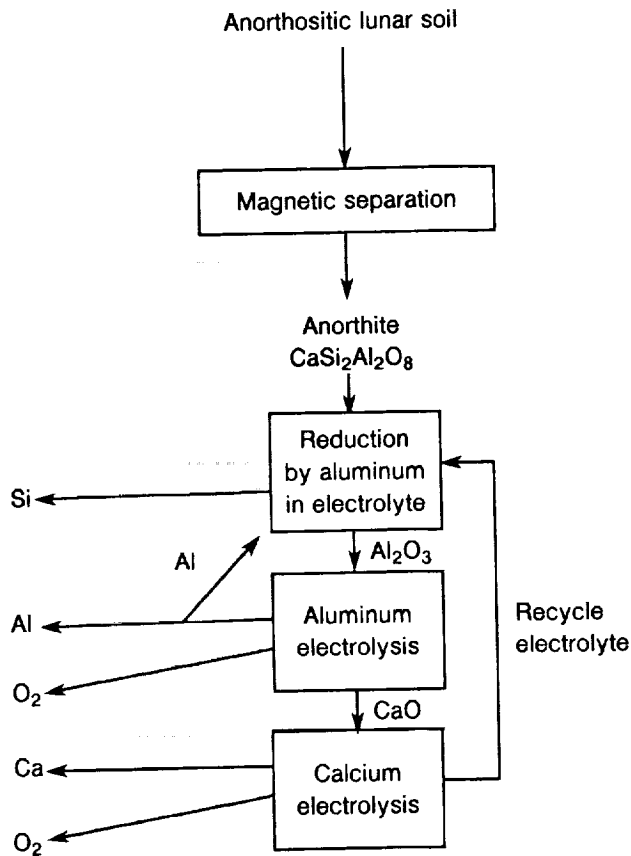 Anorthositic lunar soil
Magnetic separation
Anorthite
CaSi₂Al₂O₈
Reduction
by aluminum
in electrolyte
Si
Al
Al₂O₃
Al
Aluminum
electrolysis
Recycle
electrolyte
O₂
CaO
Ca
Calcium
electrolysis
O₂